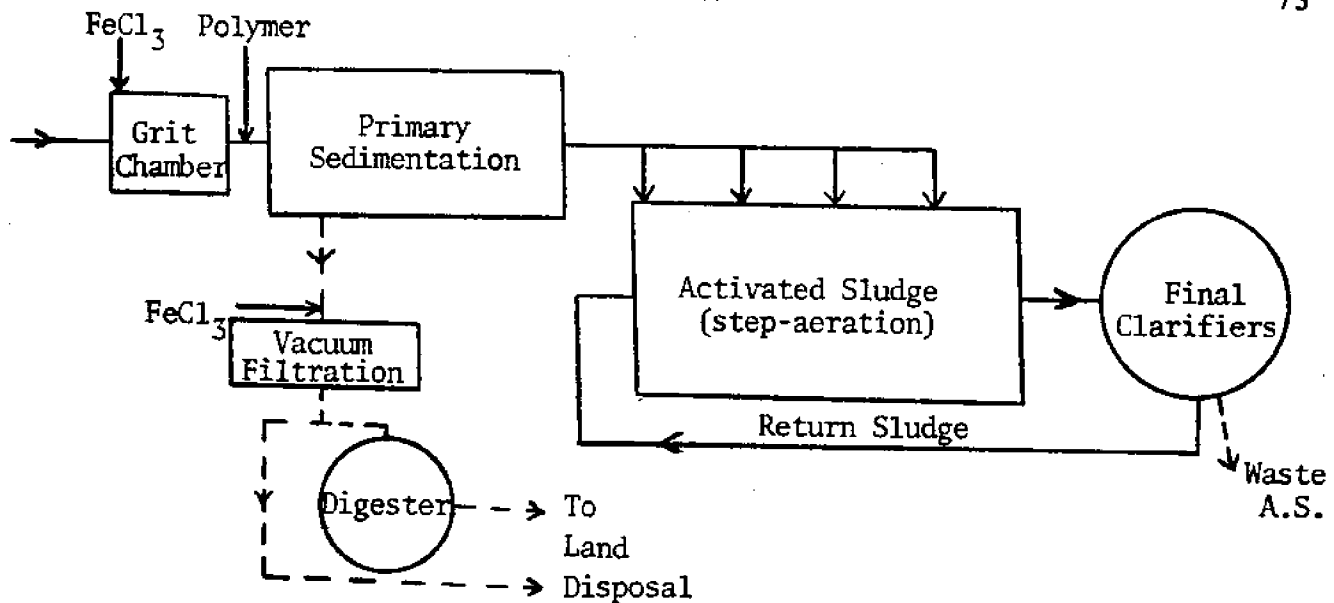 73
FeCl3 Polymer
Grit
Chamber
Primary
Sedimentation
FeCl3
Vacuum
Filtration
Activated Sludge
(step-aeration)
Final
Clarifiers
Return Sludge
Waste
A.S.
Digester
To
Land
Disposal